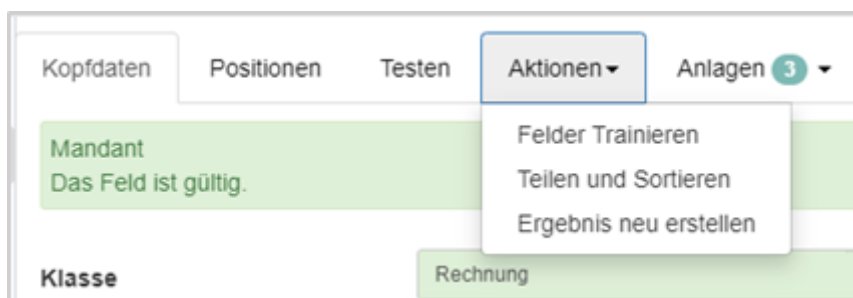 Kopfdaten Positionen Testen Aktionen Anlagen 3
Felder Trainieren
Mandant
Das Feld ist gültig.
Teilen und Sortieren
Ergebnis neu erstellen
Klasse Rechnung